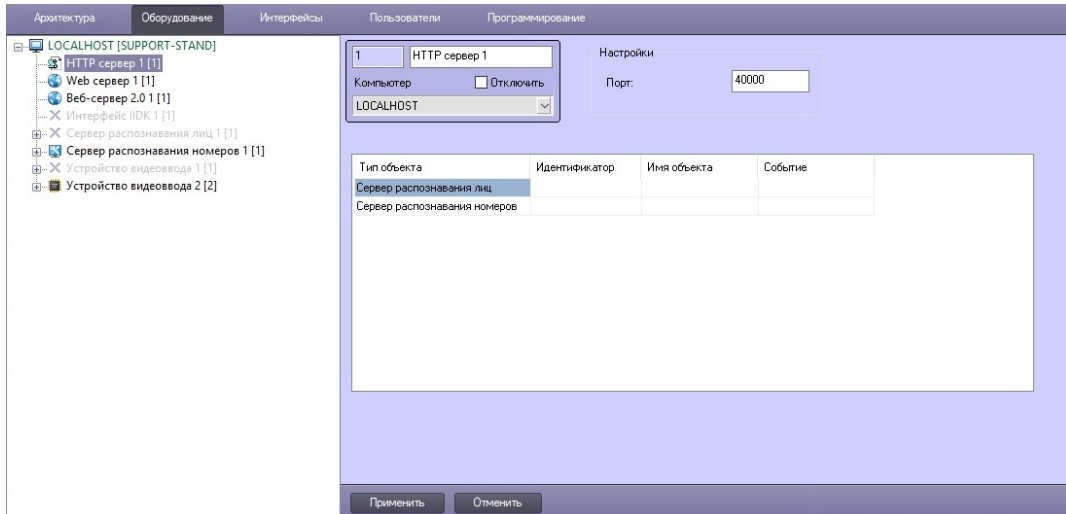 Архитектура Оборудование Интерфейсы Пользователи Программирование
LOCALHOST [SUPPORT-STAND]
HTTP сервер 1 [1]
Web сервер 1 [1]
Веб-сервер 2.0 1 [1]
Интерфейс IIDK 1 [1]
Сервер распознавания лиц 1 [1]
Сервер распознавания номеров 1 [1]
Устройство видеоввода 1 [1]
Устройство видеоввода 2 [2]
1 HTTP сервер 1
Компьютер Отключить
LOCALHOST
Настройки
Порт: 40000
Тип объекта Идентификатор Имя объекта Событие
Сервер распознавания лиц
Сервер распознавания номеров
Применить Отменить